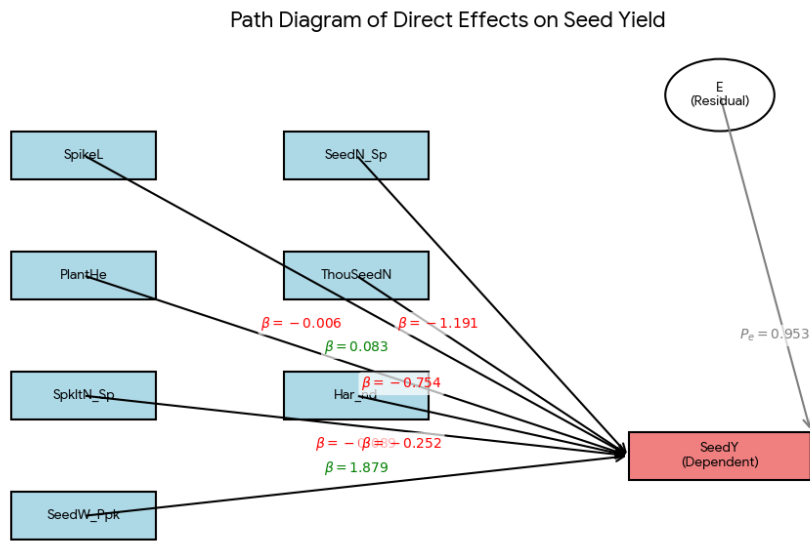 Path Diagram of Direct Effects on Seed Yield
E
(Residual)
SpikeL
SeedN_Sp
PlantHe
ThouSeedN
β = −0.006
β = −1.191
β = 0.083
P_e = 0.953
β = −0.754
SpkltN_Sp
β = −
β = −0.252
SeedY
(Dependent)
β = 1.879
SeedW_Ppk